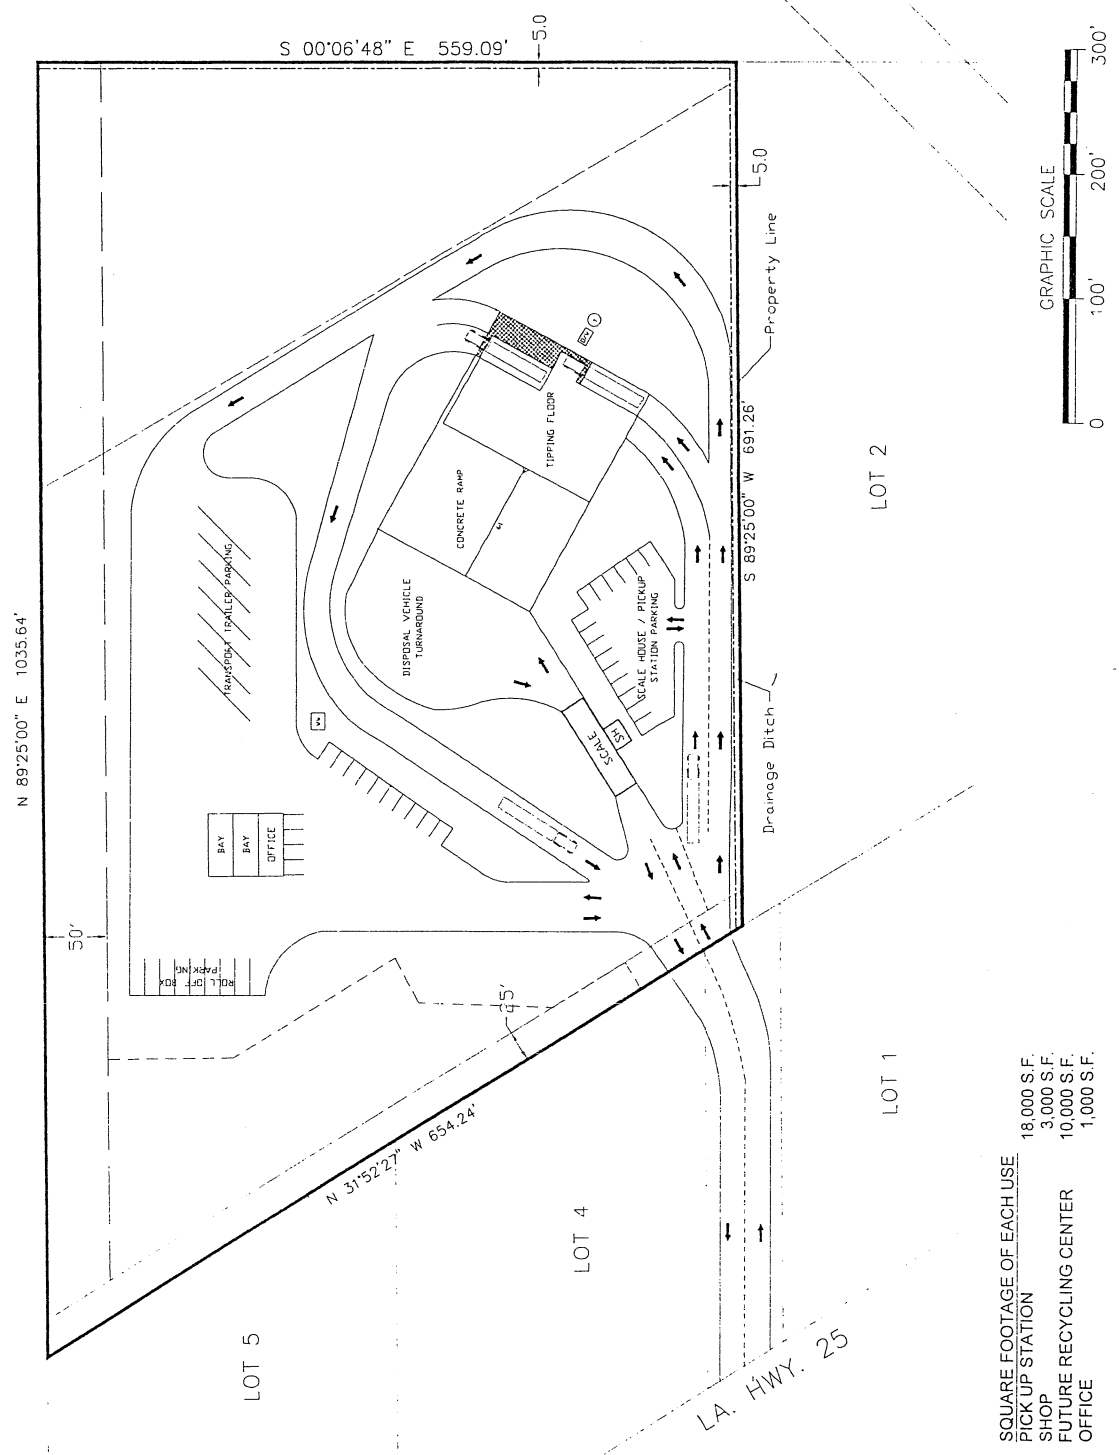 S 00°06'48" E 559.09'
5.0
5.0
Property Line
N 89°25'00" E 1035.64'
50'
TIPPING FLOOR
CONCRETE RAMP
DISPOSAL VEHICLE
TURNAROUND
TRANSPORT TRAILER PARKING
SCALE HOUSE / PICKUP
STATION PARKING
SCALE
SH
BAY
BAY
OFFICE
ROLL OFF BOX
PARKING
S 89°25'00" W 691.26'
Drainage Ditch
N 31°52'27" W 654.24'
LOT 2
LOT 1
LOT 4
LOT 5
LA. HWY. 25
GRAPHIC SCALE
0 100' 200' 300'
SQUARE FOOTAGE OF EACH USE
PICK UP STATION 18,000 S.F.
SHOP 3,000 S.F.
FUTURE RECYCLING CENTER 10,000 S.F.
OFFICE 1,000 S.F.